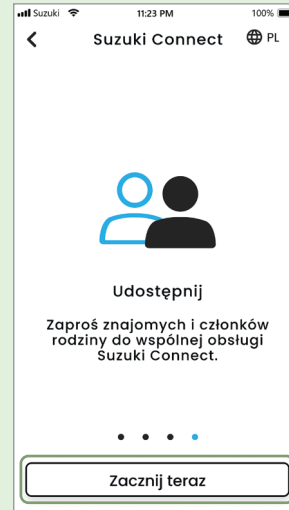 Suzuki 11:23 PM 100%
Suzuki Connect PL
Udostępnij
Zaproś znajomych i członków
rodziny do wspólnej obsługi
Suzuki Connect.
Zacznij teraz